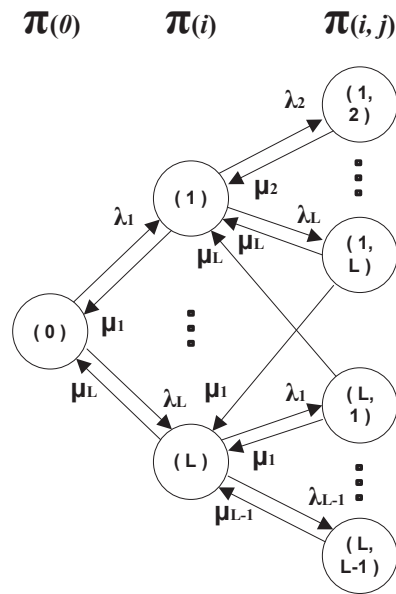 π(0) π(i) π(i, j)
( 1, 2 )
λ2
μ2
( 1 )
λ1
λL
μL
μL
( 1, L )
μ1
( 0 )
μL
λL
μ1
λ1
( L, 1 )
μ1
( L )
λL-1
μL-1
( L, L-1 )